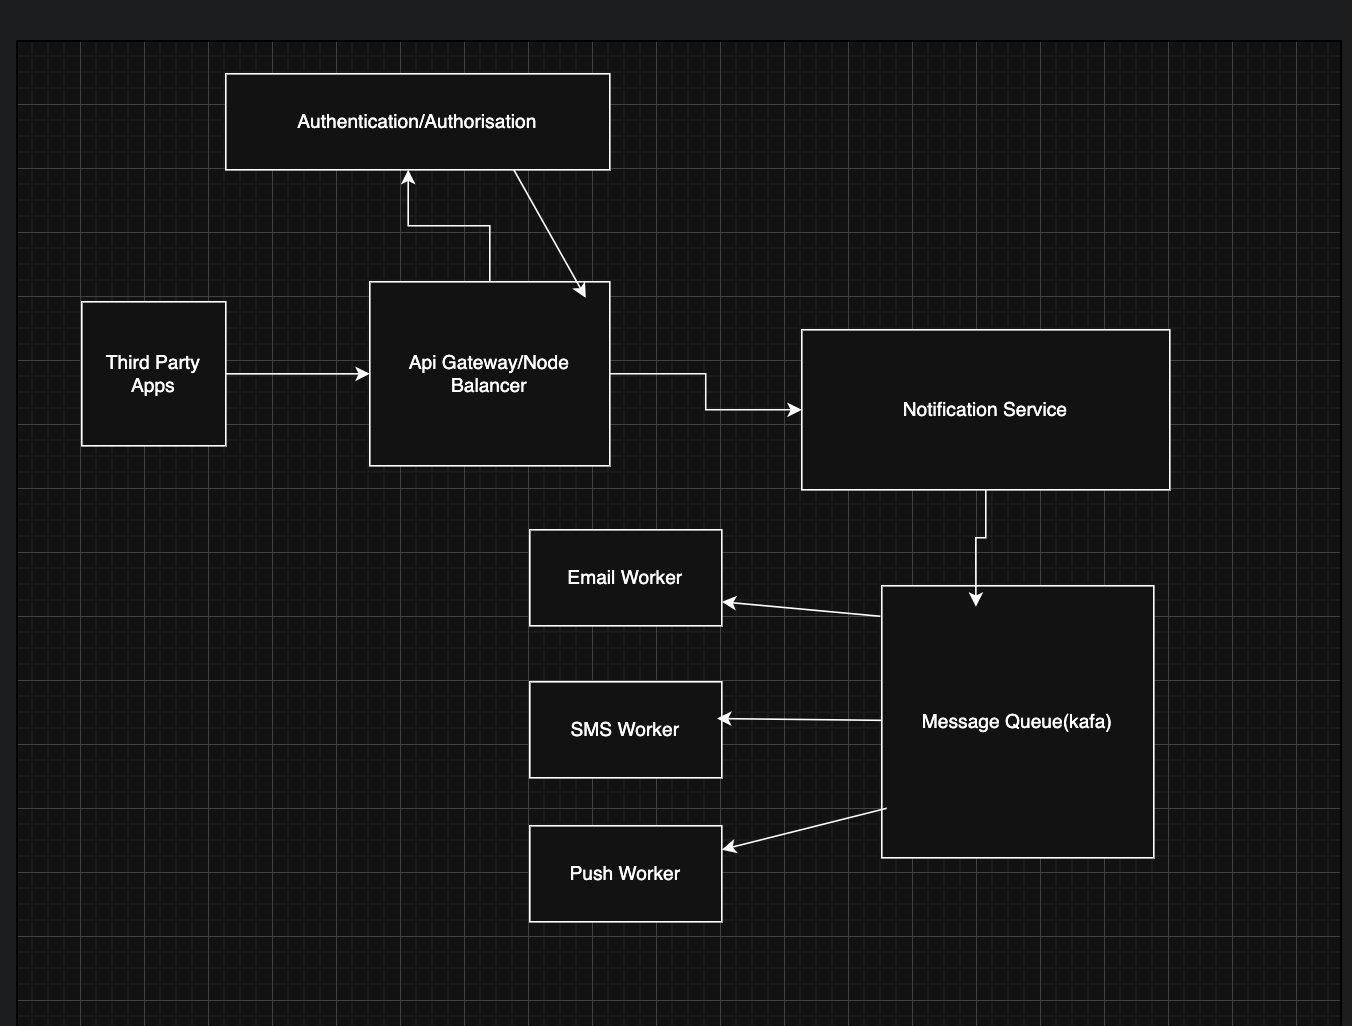 Authentication/Authorisation
Third Party
Apps
Api Gateway/Node
Balancer
Notification Service
Email Worker
SMS Worker
Message Queue(kafa)
Push Worker